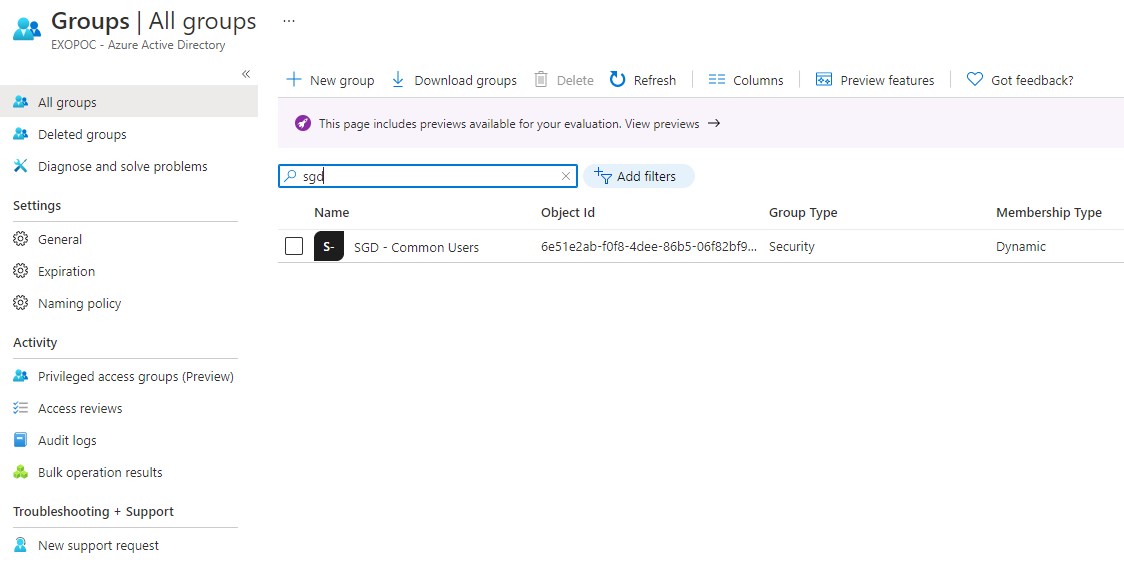 Groups | All groups ...
EXOPOC - Azure Active Directory
«
All groups
Deleted groups
Diagnose and solve problems
Settings
General
Expiration
Naming policy
Activity
Privileged access groups (Preview)
Access reviews
Audit logs
Bulk operation results
Troubleshooting + Support
New support request
New group Download groups Delete Refresh Columns Preview features Got feedback?
This page includes previews available for your evaluation. View previews →
sgd Add filters
Name Object Id Group Type Membership Type
S- SGD - Common Users 6e51e2ab-f0f8-4dee-86b5-06f82bf9... Security Dynamic